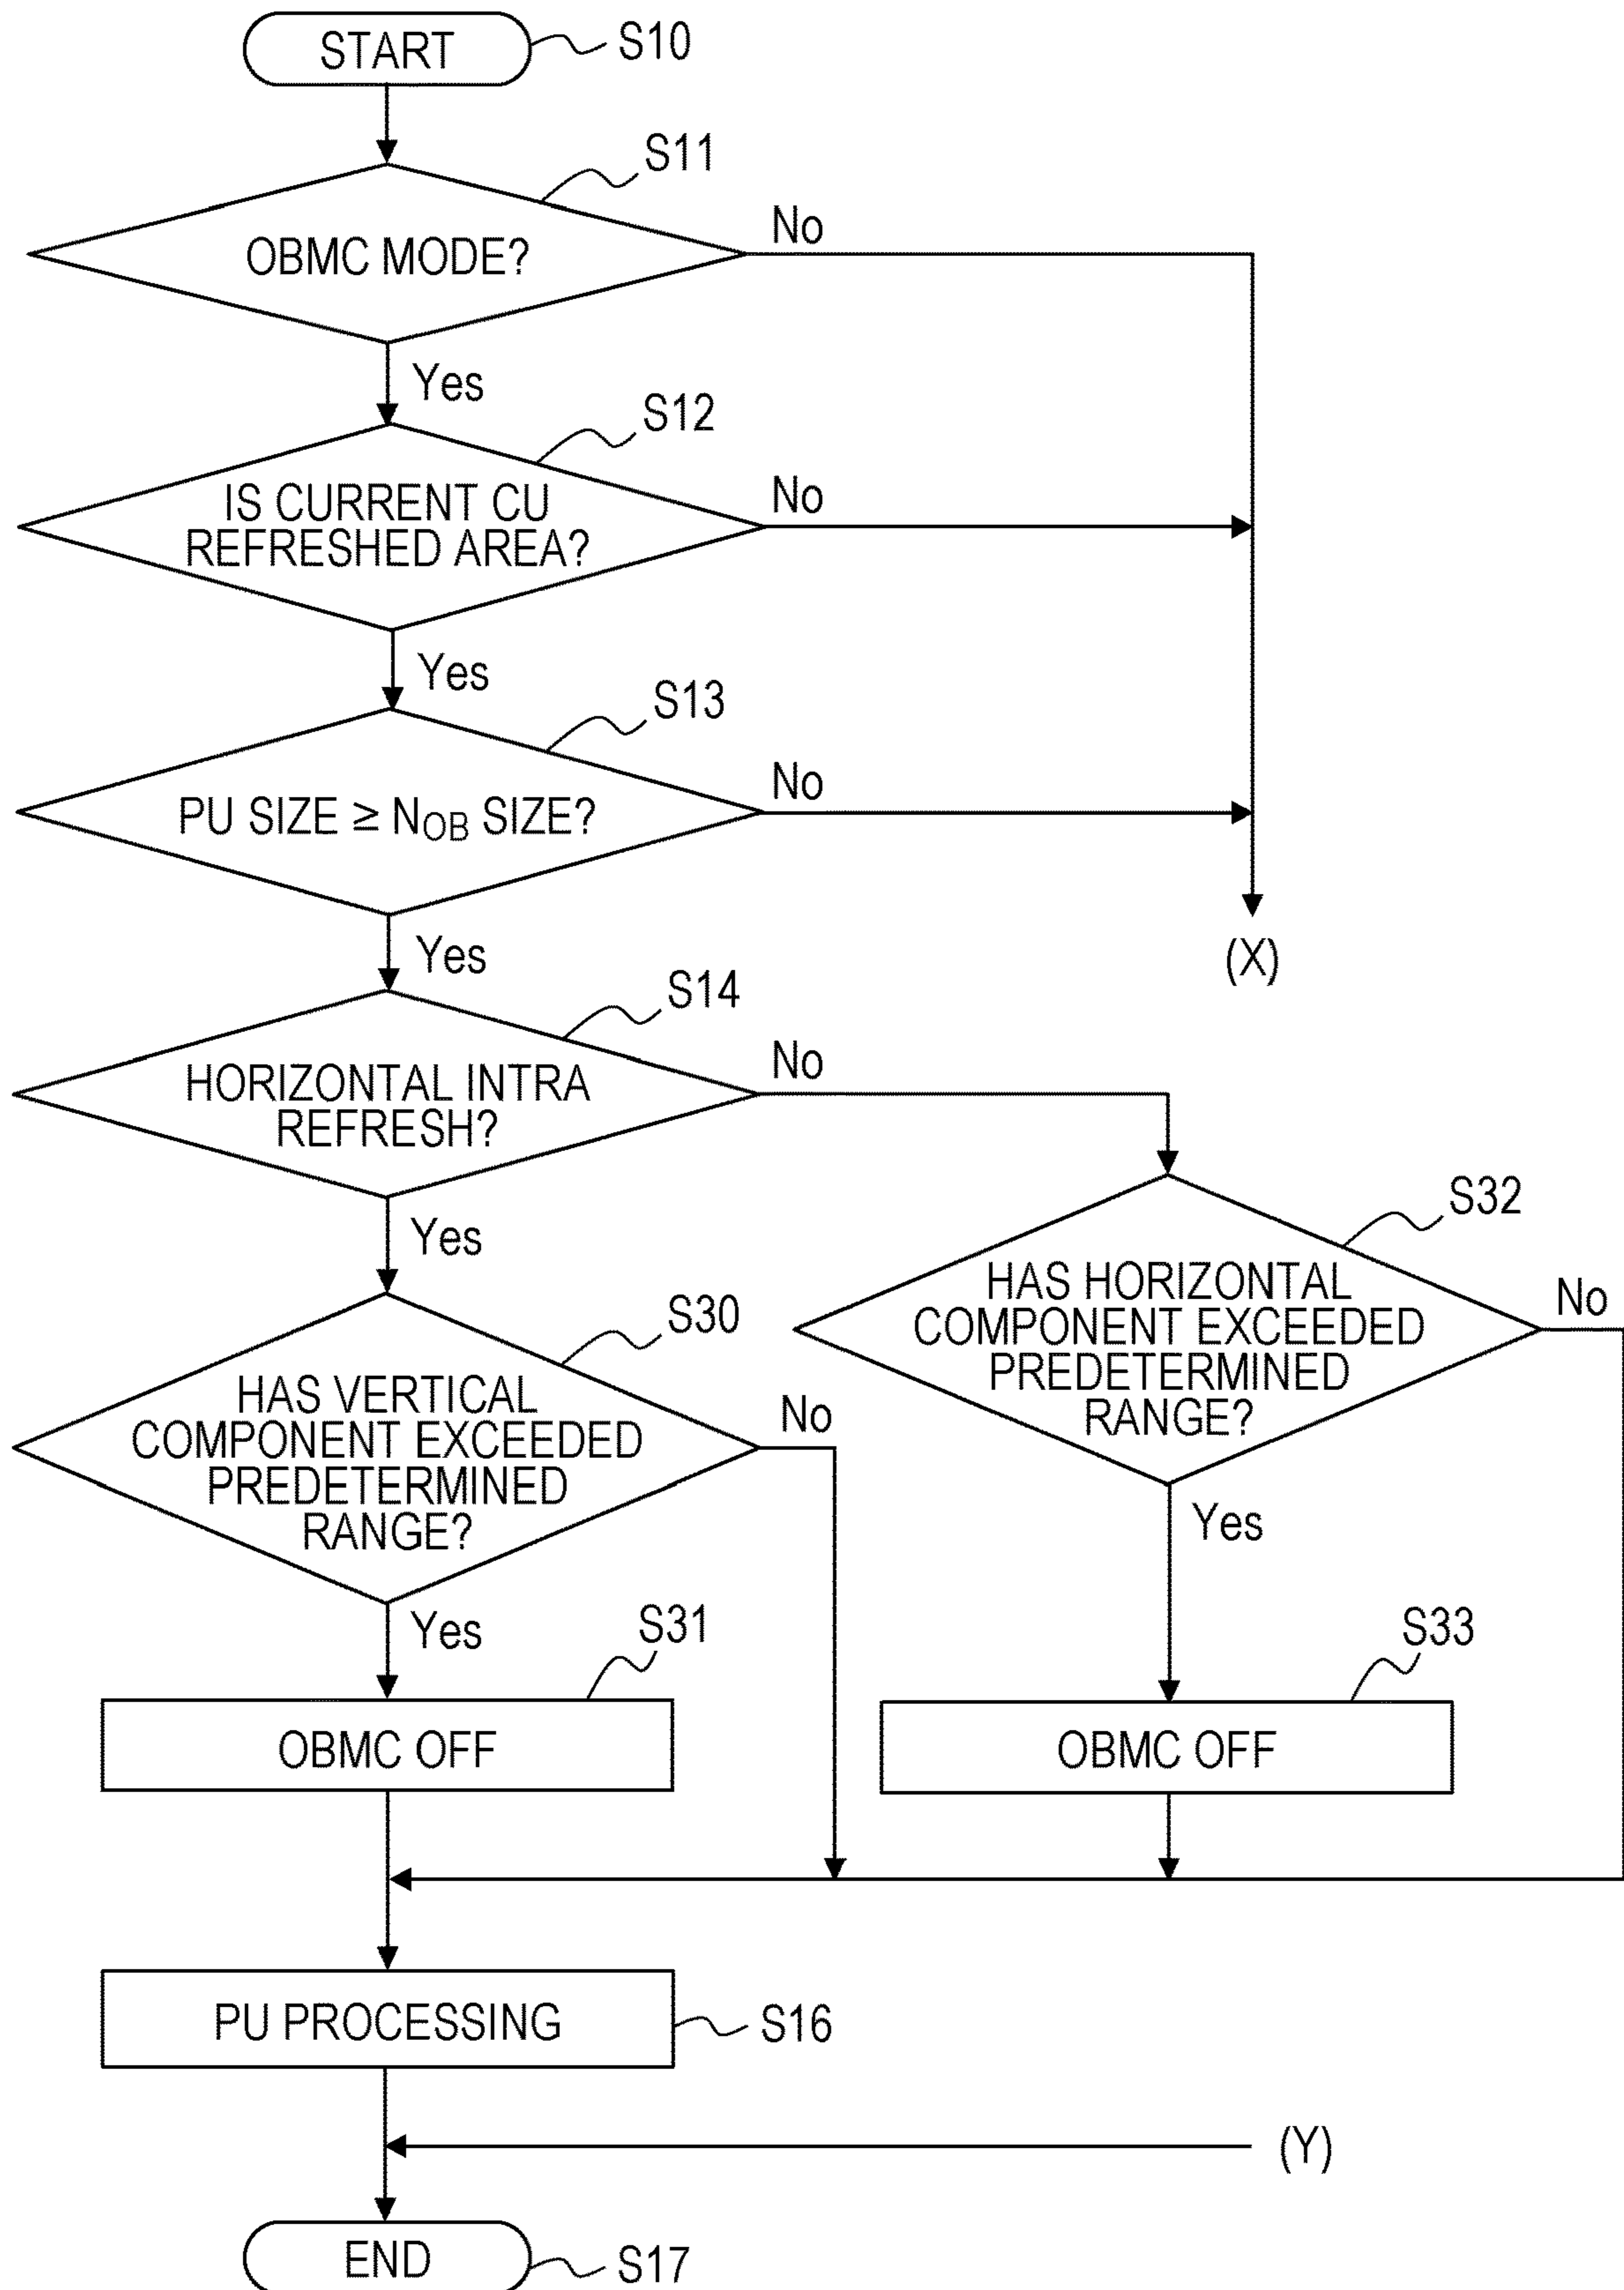 START
S10
S11
OBMC MODE?
No
Yes
S12
IS CURRENT CU
REFRESHED AREA?
No
Yes
S13
PU SIZE ≥ NOB SIZE?
No
Yes
(X)
S14
HORIZONTAL INTRA
REFRESH?
No
Yes
S32
HAS HORIZONTAL
COMPONENT EXCEEDED
PREDETERMINED
RANGE?
No
Yes
S30
HAS VERTICAL
COMPONENT EXCEEDED
PREDETERMINED
RANGE?
No
Yes
S31
OBMC OFF
S33
OBMC OFF
PU PROCESSING
S16
(Y)
END
S17